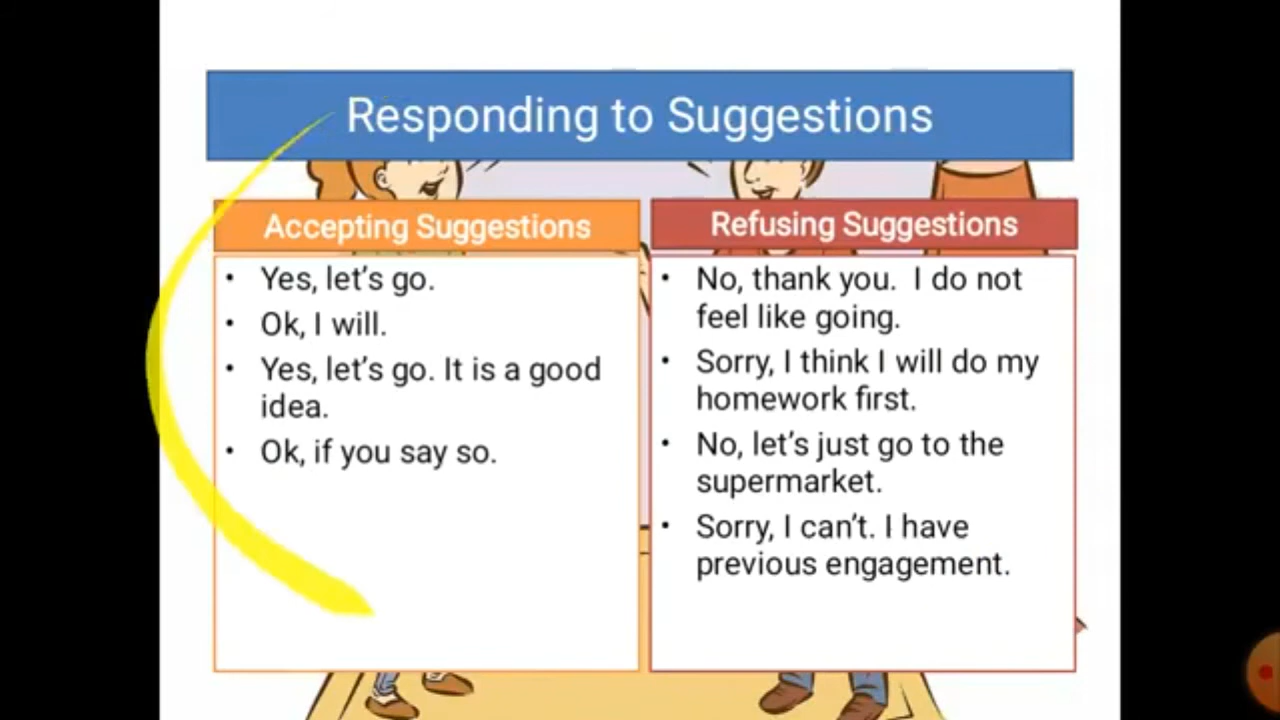 Responding to Suggestions
Accepting Suggestions
• Yes, let’s go.
• Ok, I will.
• Yes, let’s go. It is a good
idea.
• Ok, if you say so.
Refusing Suggestions
• No, thank you.  I do not
feel like going.
• Sorry, I think I will do my
homework first.
• No, let’s just go to the
supermarket.
• Sorry, I can’t. I have
previous engagement.